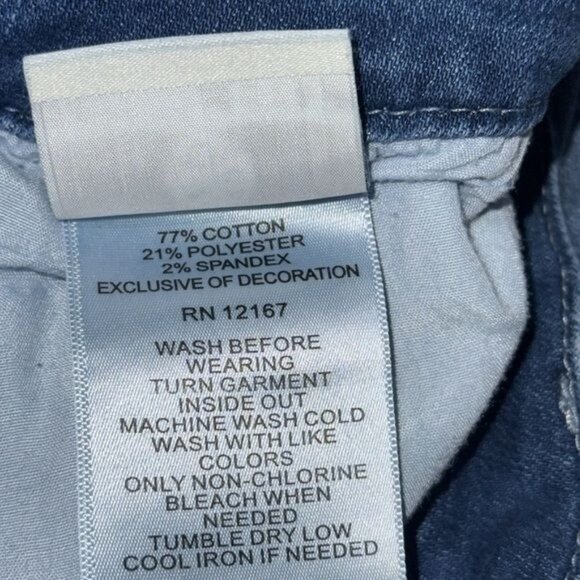 77% COTTON
21% POLYESTER
2% SPANDEX
EXCLUSIVE OF DECORATION
RN 12167
WASH BEFORE
WEARING
TURN GARMENT
INSIDE OUT
MACHINE WASH COLD
WASH WITH LIKE
COLORS
ONLY NON-CHLORINE
BLEACH WHEN
NEEDED
TUMBLE DRY LOW
COOL IRON IF NEEDED